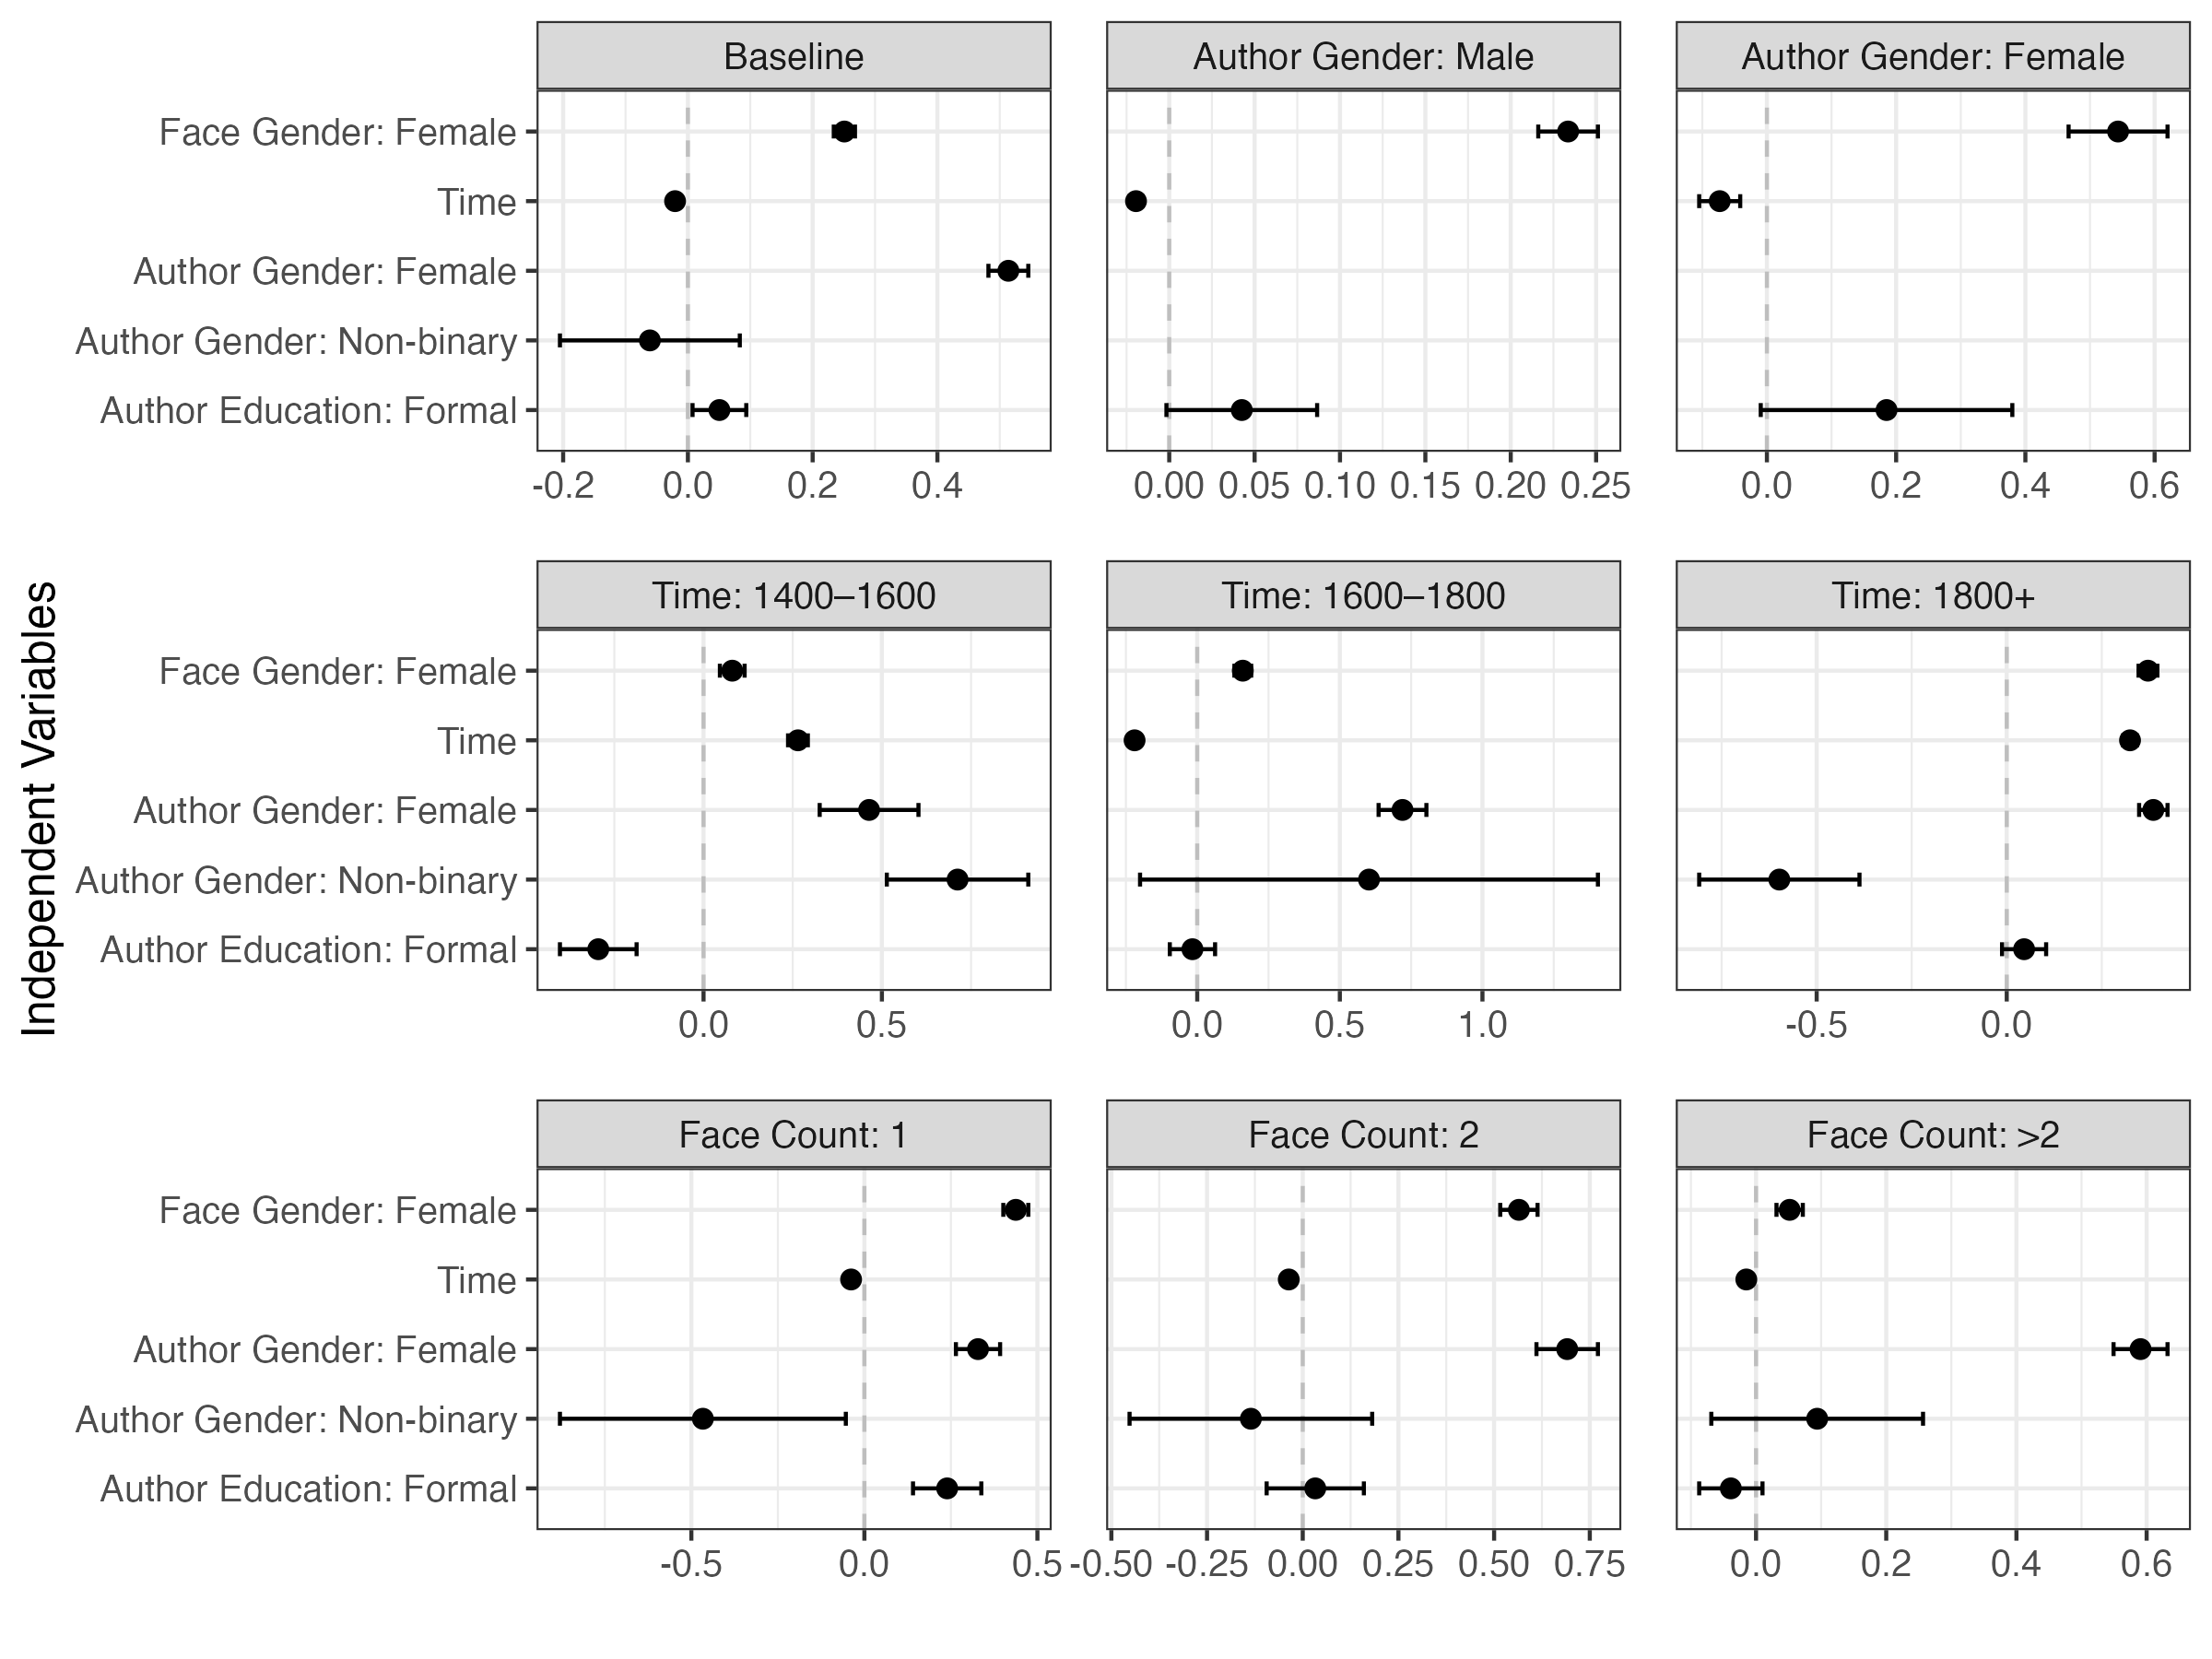 Baseline
Author Gender: Male
Author Gender: Female
Face Gender: Female
Time
Author Gender: Female
Author Gender: Non-binary
Author Education: Formal
-0.2 0.0 0.2 0.4
0.00 0.05 0.10 0.15 0.20 0.25
0.0 0.2 0.4 0.6
Independent Variables
Time: 1400–1600
Time: 1600–1800
Time: 1800+
Face Gender: Female
Time
Author Gender: Female
Author Gender: Non-binary
Author Education: Formal
0.0 0.5
0.0 0.5 1.0
-0.5 0.0
Face Count: 1
Face Count: 2
Face Count: >2
Face Gender: Female
Time
Author Gender: Female
Author Gender: Non-binary
Author Education: Formal
-0.5 0.0 0.5
-0.50 -0.25 0.00 0.25 0.50 0.75
0.0 0.2 0.4 0.6